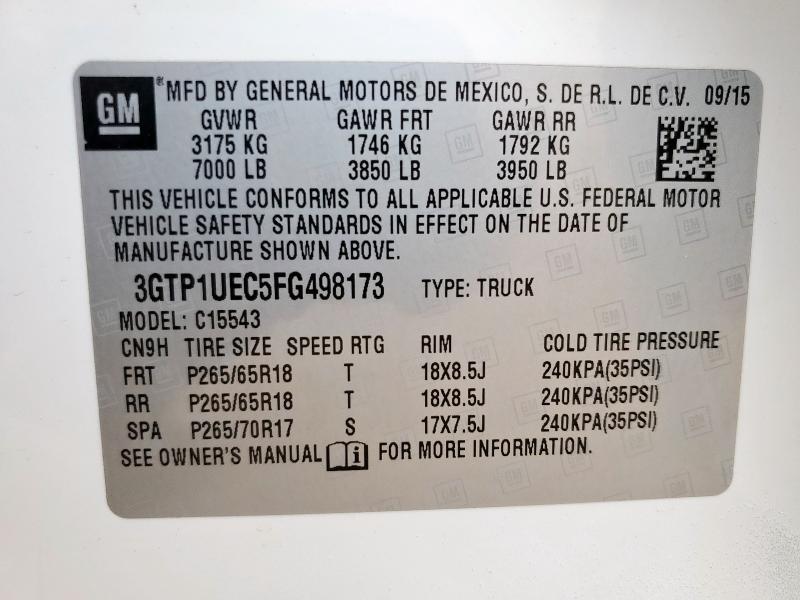 GM ® MFD BY GENERAL MOTORS DE MEXICO, S. DE R.L. DE C.V. 09/15
GVWR GAWR FRT GAWR RR
3175 KG 1746 KG 1792 KG
7000 LB 3850 LB 3950 LB
THIS VEHICLE CONFORMS TO ALL APPLICABLE U.S. FEDERAL MOTOR
VEHICLE SAFETY STANDARDS IN EFFECT ON THE DATE OF
MANUFACTURE SHOWN ABOVE.
3GTP1UEC5FG498173 TYPE: TRUCK
MODEL: C15543
CN9H TIRE SIZE SPEED RTG RIM COLD TIRE PRESSURE
FRT P265/65R18 T 18X8.5J 240KPA(35PSI)
RR P265/65R18 T 18X8.5J 240KPA(35PSI)
SPA P265/70R17 S 17X7.5J 240KPA(35PSI)
SEE OWNER'S MANUAL i FOR MORE INFORMATION.